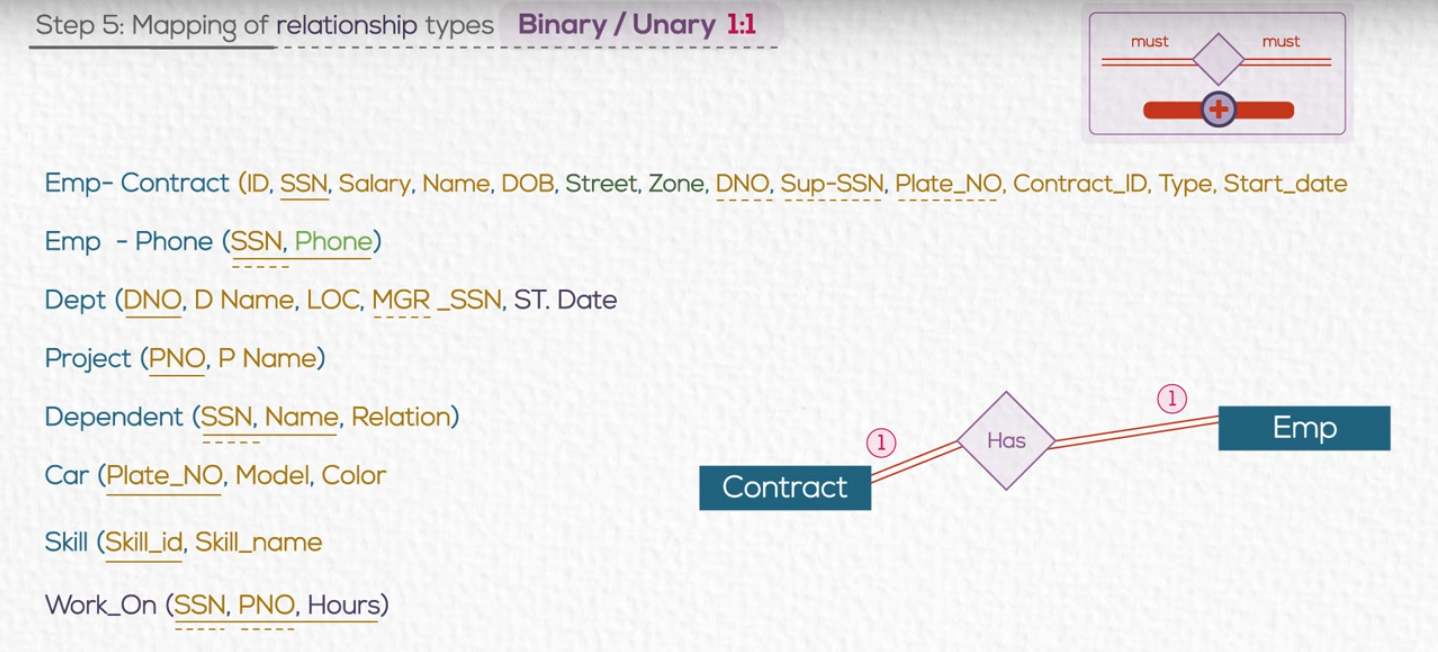 Step 5: Mapping of relationship types Binary / Unary 1:1
must must
Emp- Contract (ID, SSN, Salary, Name, DOB, Street, Zone, DNO, Sup-SSN, Plate_NO, Contract_ID, Type, Start_date
Emp - Phone (SSN, Phone)
Dept (DNO, D Name, LOC, MGR _SSN, ST. Date
Project (PNO, P Name)
Dependent (SSN, Name, Relation)
Car (Plate_NO, Model, Color
Skill (Skill_id, Skill_name
Work_On (SSN, PNO, Hours)
1
Emp
1
Has
Contract